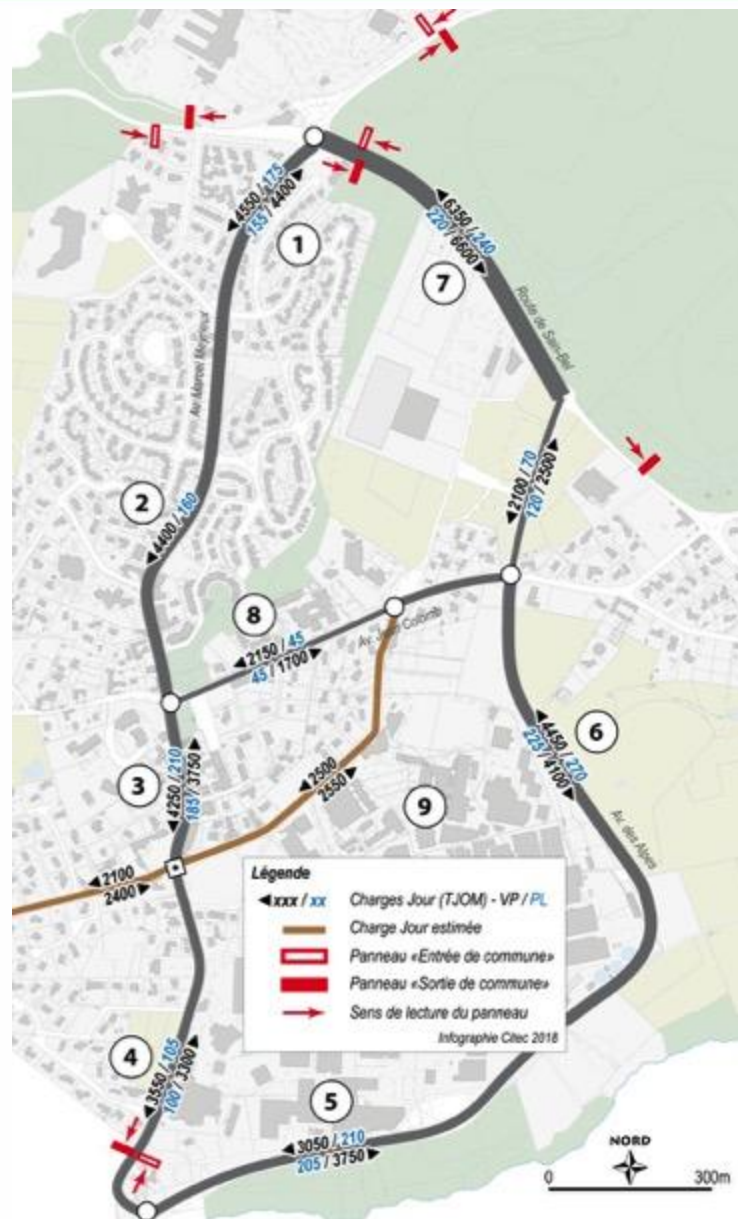 ◄4550 / 175
155 / 4400►
1
◄6350 / 240
220 / 6600►
7
Route de Sain-Bel
Av. Marcel Mérieux
◄2100 / 70
120 / 2500►
2
◄4400 / 160
8
◄2150 / 45
45 / 1700►
Av. Jean Colomb
6
◄4450 / 270
225 / 4100►
3
◄4250 / 210
185 / 3750►
◄2500
2550►
9
Av. des Alpes
◄2100
2400►
Légende
◄xxx / xx Charges Jour (TJOM) - VP / PL
Charge Jour estimée
Panneau «Entrée de commune»
Panneau «Sortie de commune»
Sens de lecture du panneau
Infographie Citec 2018
4
◄3550 / 105
100 / 3300►
5
◄3050 / 210
205 / 3750►
NORD
0 300m